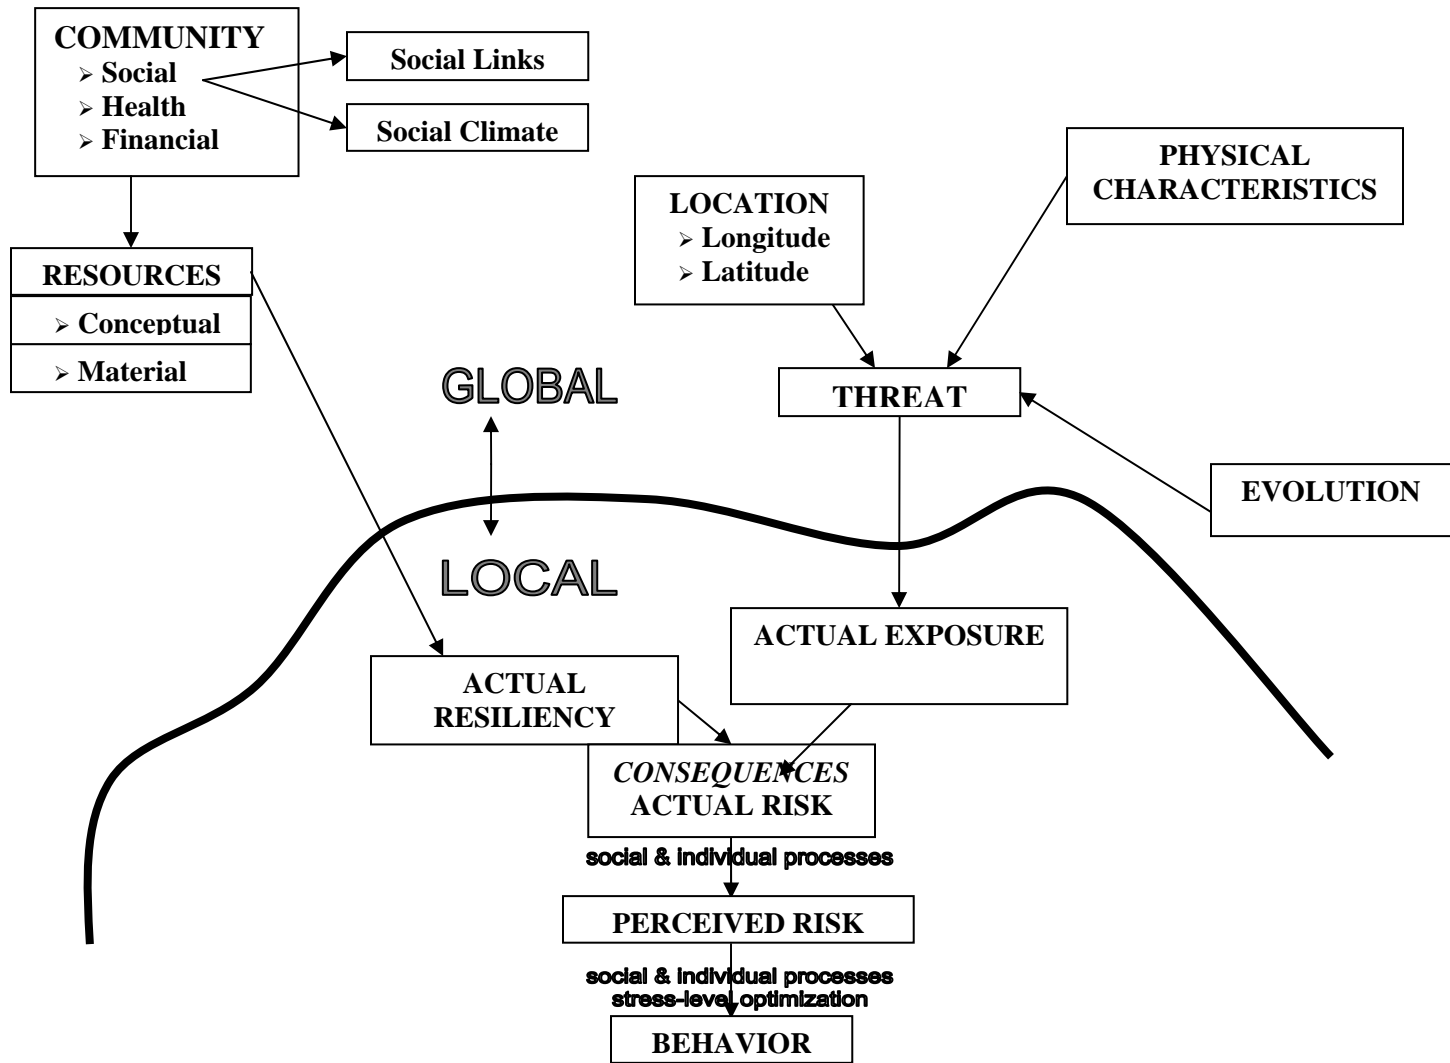 COMMUNITY
➢ Social
➢ Health
➢ Financial
Social Links
Social Climate
PHYSICAL
CHARACTERISTICS
LOCATION
➢ Longitude
➢ Latitude
RESOURCES
➢ Conceptual
➢ Material
GLOBAL
THREAT
EVOLUTION
LOCAL
ACTUAL EXPOSURE
ACTUAL
RESILIENCY
CONSEQUENCES
ACTUAL RISK
social & individual processes
PERCEIVED RISK
social & individual processes
stress-level optimization
BEHAVIOR